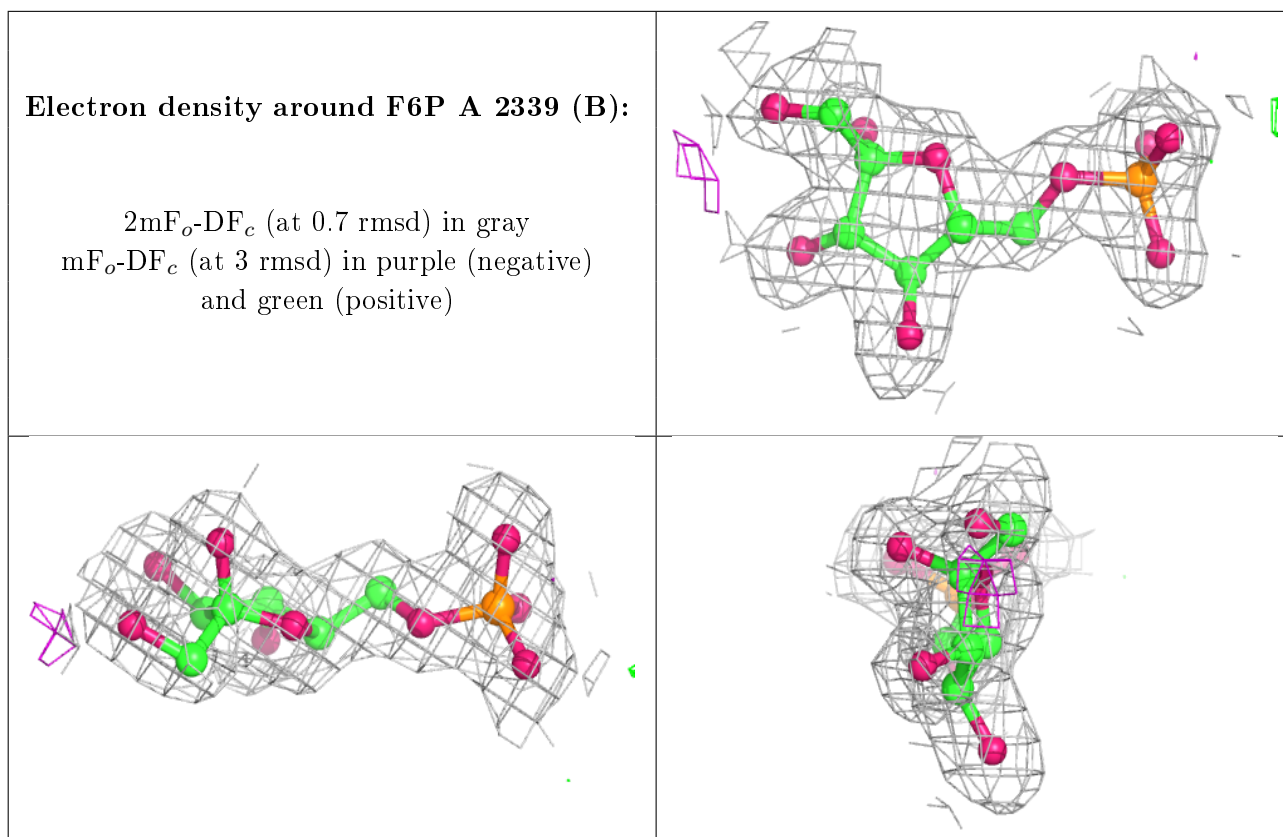 Electron density around F6P A 2339 (B):
2mFo-DFc (at 0.7 rmsd) in gray
mFo-DFc (at 3 rmsd) in purple (negative)
and green (positive)